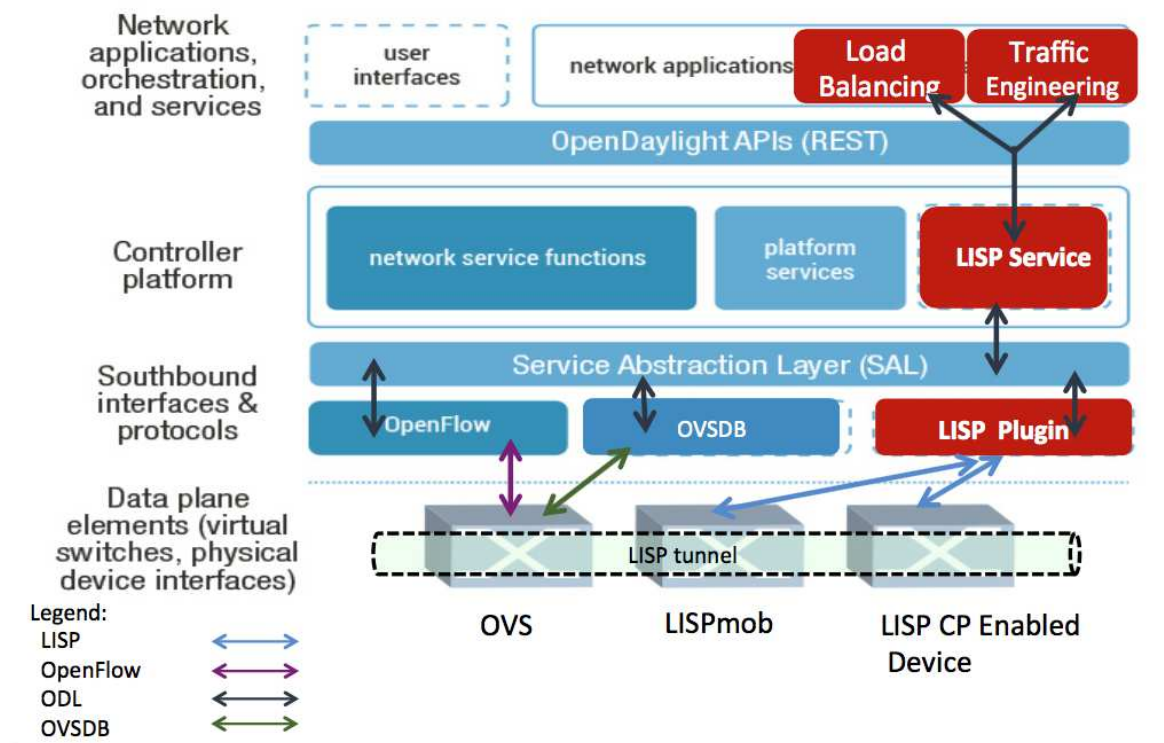 Network
applications,
orchestration,
and services
user
interfaces
network applications
Load
Balancing
Traffic
Engineering
OpenDaylight APIs (REST)
Controller
platform
network service functions
platform
services
LISP Service
Service Abstraction Layer (SAL)
Southbound
interfaces &
protocols
OpenFlow
OVSDB
LISP Plugin
Data plane
elements (virtual
switches, physical
device interfaces)
LISP tunnel
OVS
LISPmob
LISP CP Enabled
Device
Legend:
LISP
OpenFlow
ODL
OVSDB